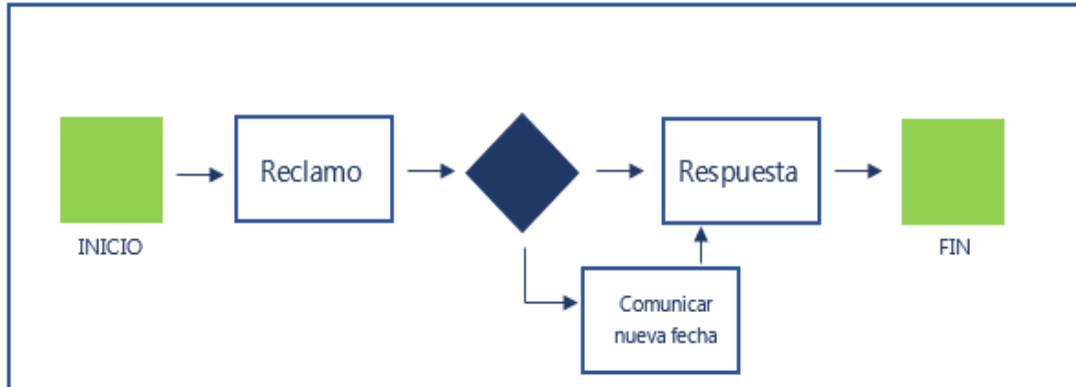 Reclamo
Respuesta
INICIO
FIN
Comunicar
nueva fecha